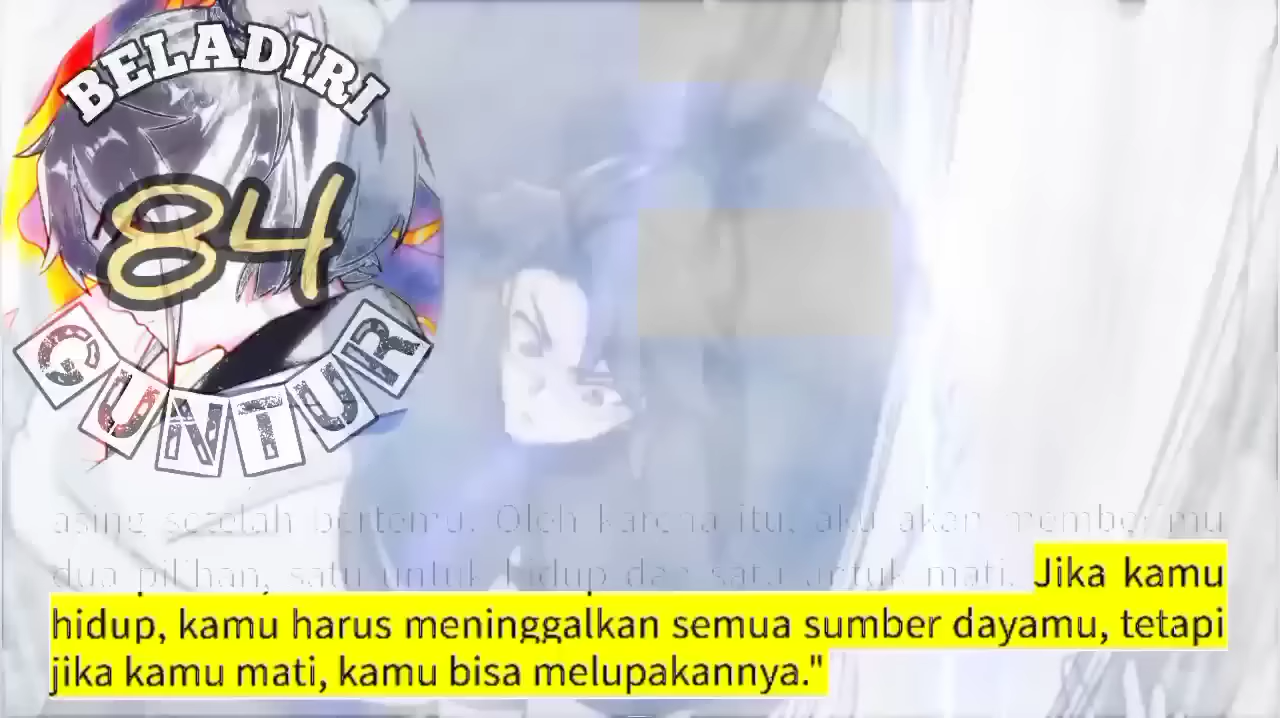 BELADIRI
84
GUNTUR
asing setelah bertemu. Oleh karena itu, aku akan memberimu
dua pilihan, satu untuk hidup dan satu untuk mati. Jika kamu
hidup, kamu harus meninggalkan semua sumber dayamu, tetapi
jika kamu mati, kamu bisa melupakannya."